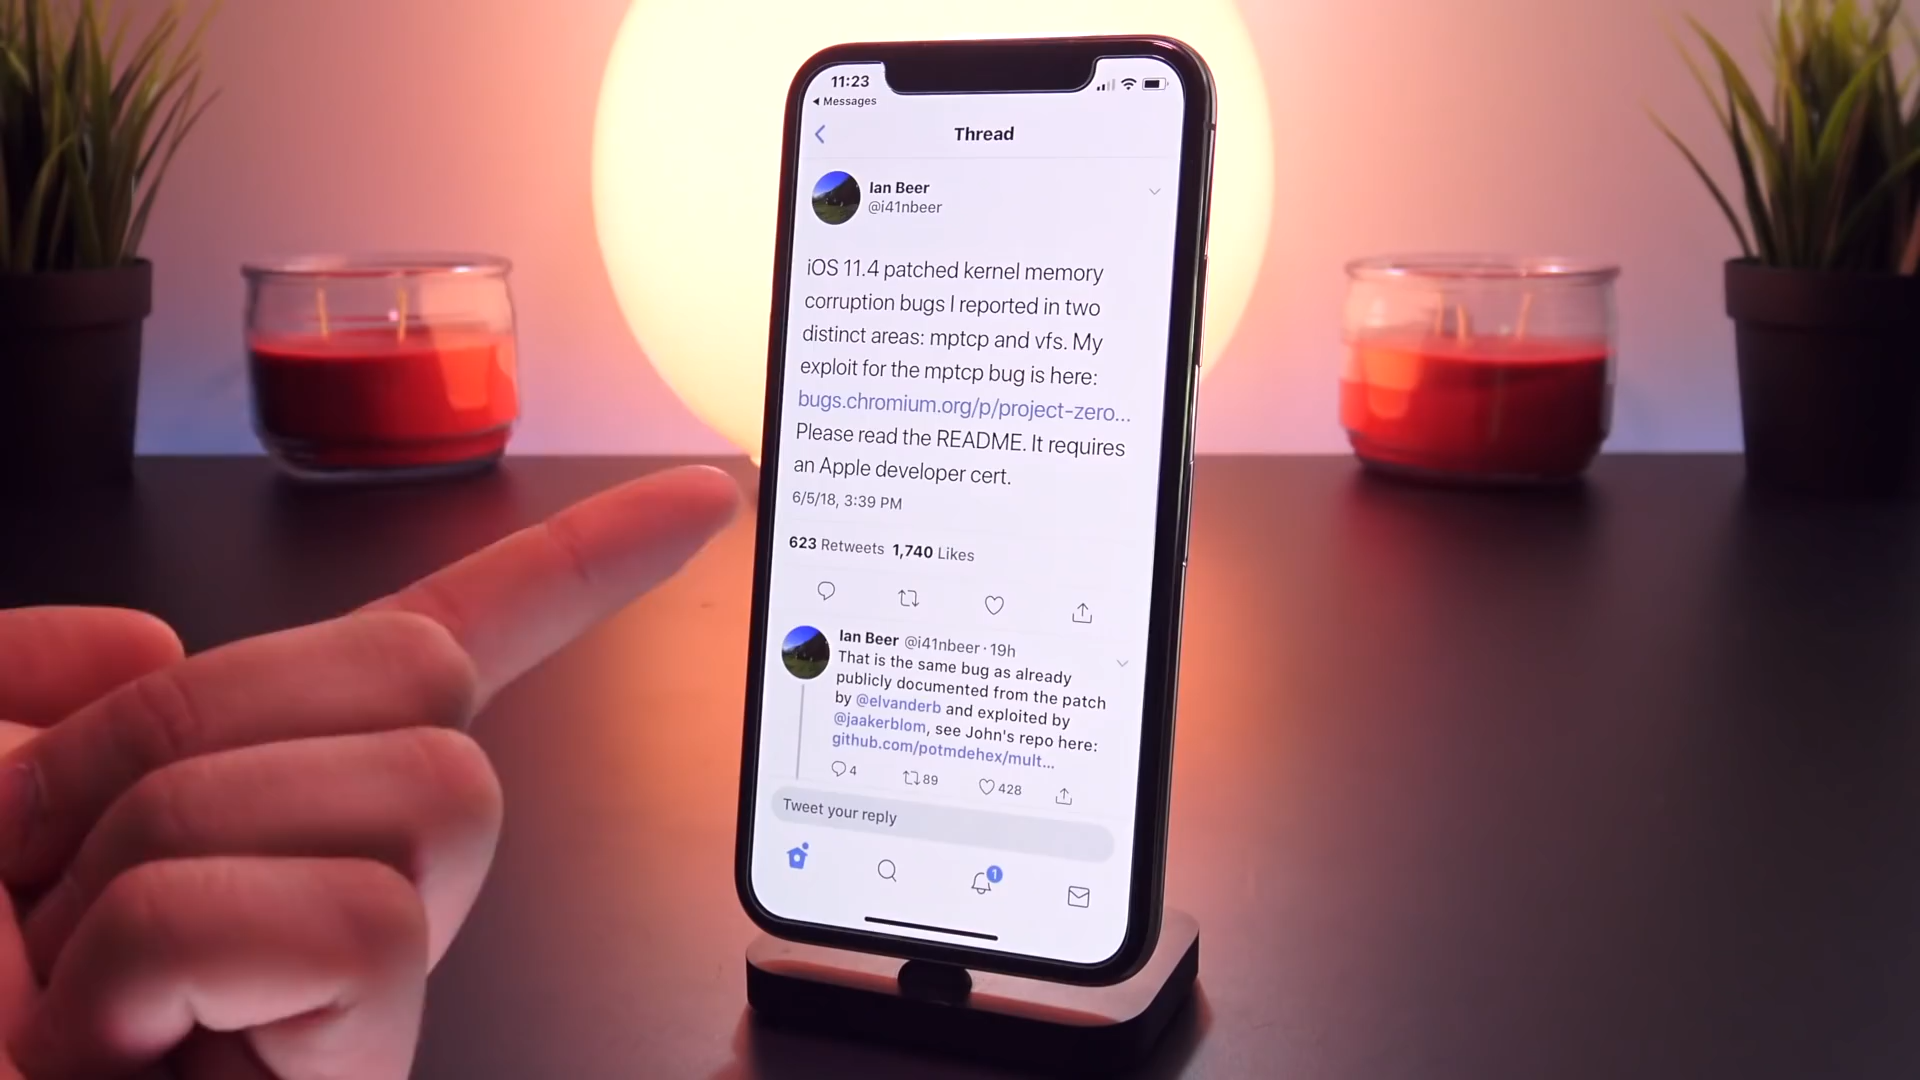 11:23
Messages
Thread
Ian Beer
@i41nbeer
iOS 11.4 patched kernel memory
corruption bugs I reported in two
distinct areas: mptcp and vfs. My
exploit for the mptcp bug is here:
bugs.chromium.org/p/project-zero...
Please read the README. It requires
an Apple developer cert.
6/5/18, 3:39 PM
623 Retweets 1,740 Likes
Ian Beer @i41nbeer · 19h
That is the same bug as already
publicly documented from the patch
by @elvanderb and exploited by
@jaakerblom, see John's repo here:
github.com/potmdehex/mult...
4 89 428
Tweet your reply
1